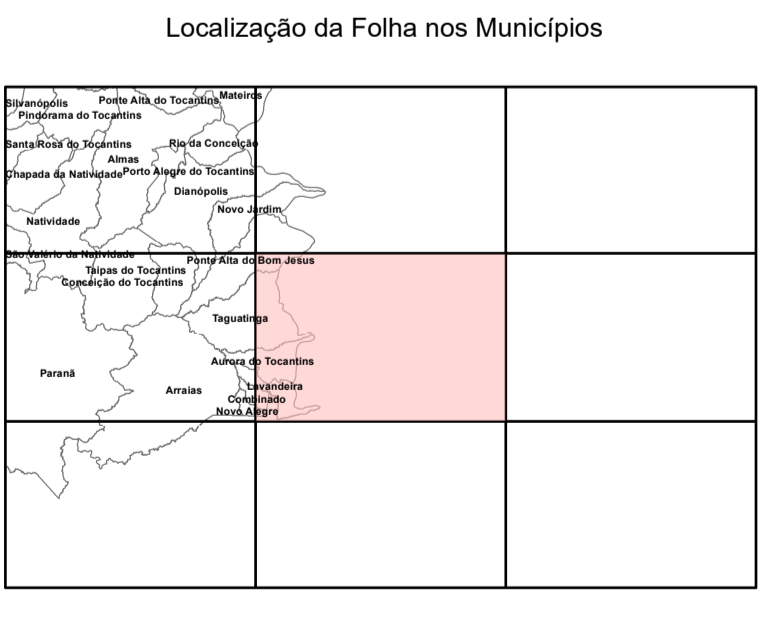 Localização da Folha nos Municípios
Mateiros
Silvanópolis
Ponte Alta do Tocantins
Pindorama do Tocantins
Santa Rosa do Tocantins
Rio da Conceição
Almas
Chapada da Natividade
Porto Alegre do Tocantins
Dianópolis
Novo Jardim
Natividade
São Valério da Natividade
Ponte Alta do Bom Jesus
Taipas do Tocantins
Conceição do Tocantins
Taguatinga
Aurora do Tocantins
Paranã
Lavandeira
Arraias
Combinado
Novo Alegre